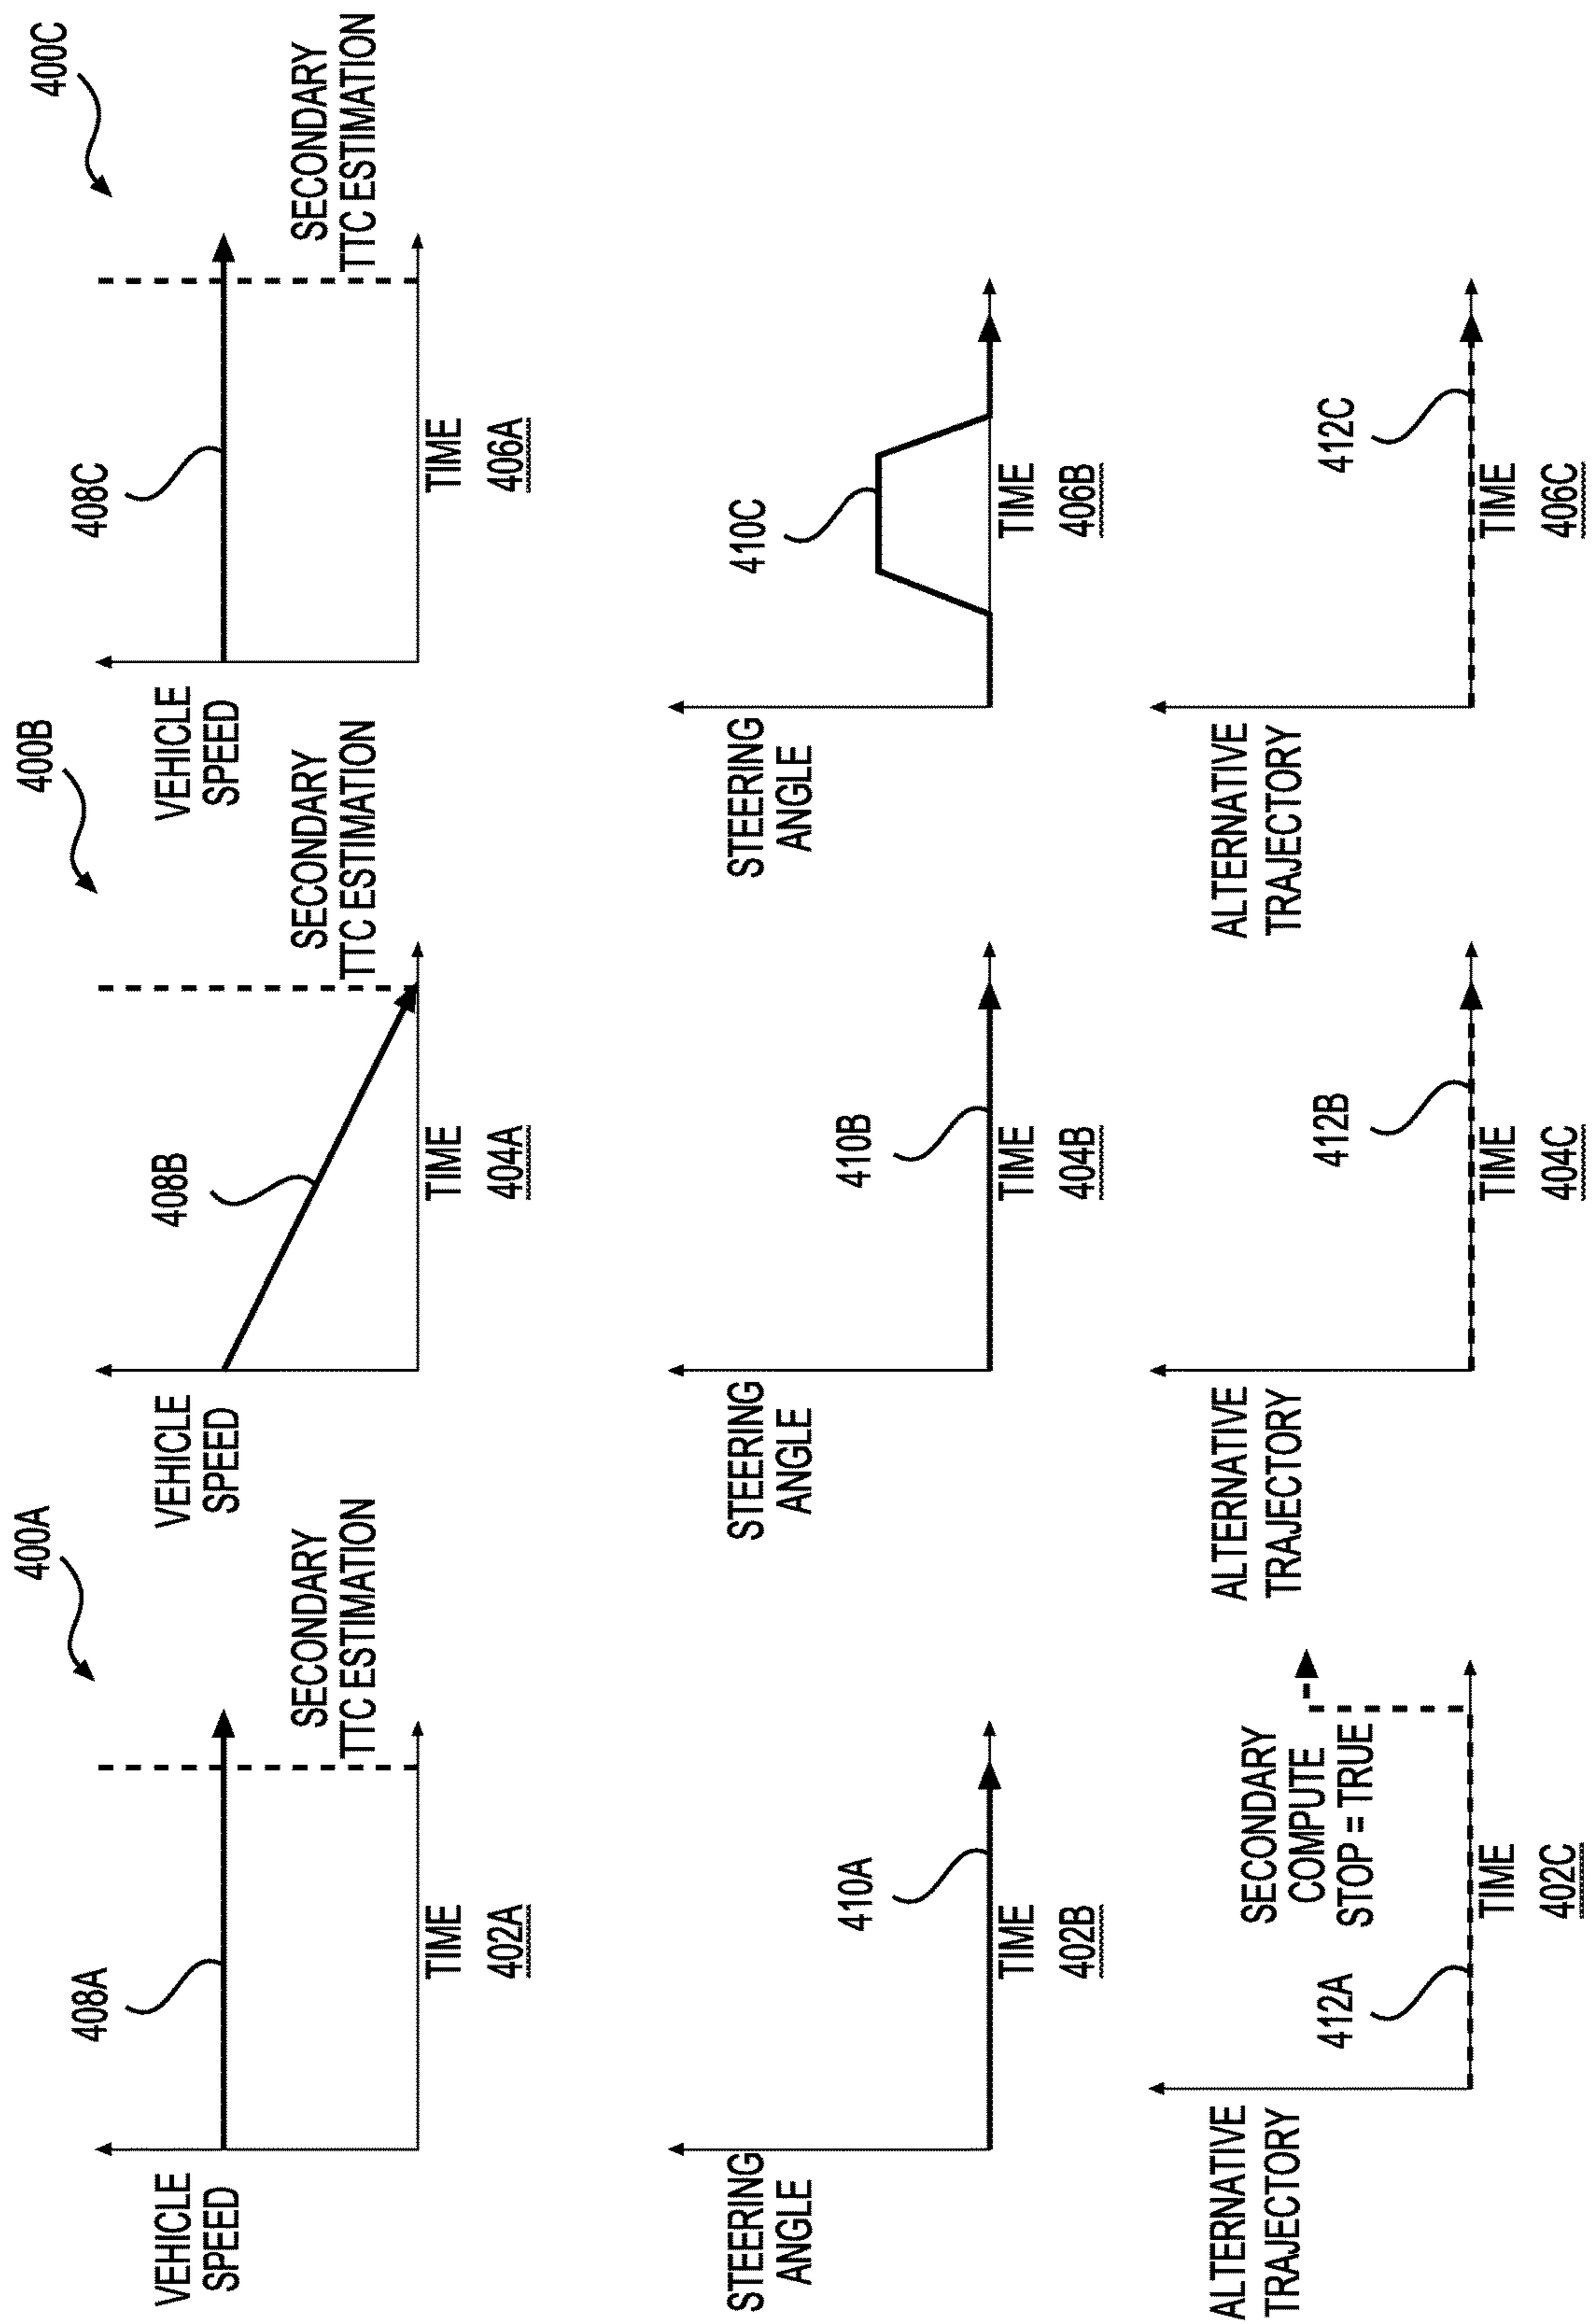 400A
VEHICLE
SPEED
408A
SECONDARY
TTC ESTIMATION
TIME
402A
STEERING
ANGLE
410A
TIME
402B
ALTERNATIVE
TRAJECTORY
412A
SECONDARY
COMPUTE
STOP = TRUE
TIME
402C
400B
VEHICLE
SPEED
408B
SECONDARY
TTC ESTIMATION
TIME
404A
STEERING
ANGLE
410B
TIME
404B
ALTERNATIVE
TRAJECTORY
412B
TIME
404C
400C
VEHICLE
SPEED
408C
SECONDARY
TTC ESTIMATION
TIME
406A
STEERING
ANGLE
410C
TIME
406B
ALTERNATIVE
TRAJECTORY
412C
TIME
406C